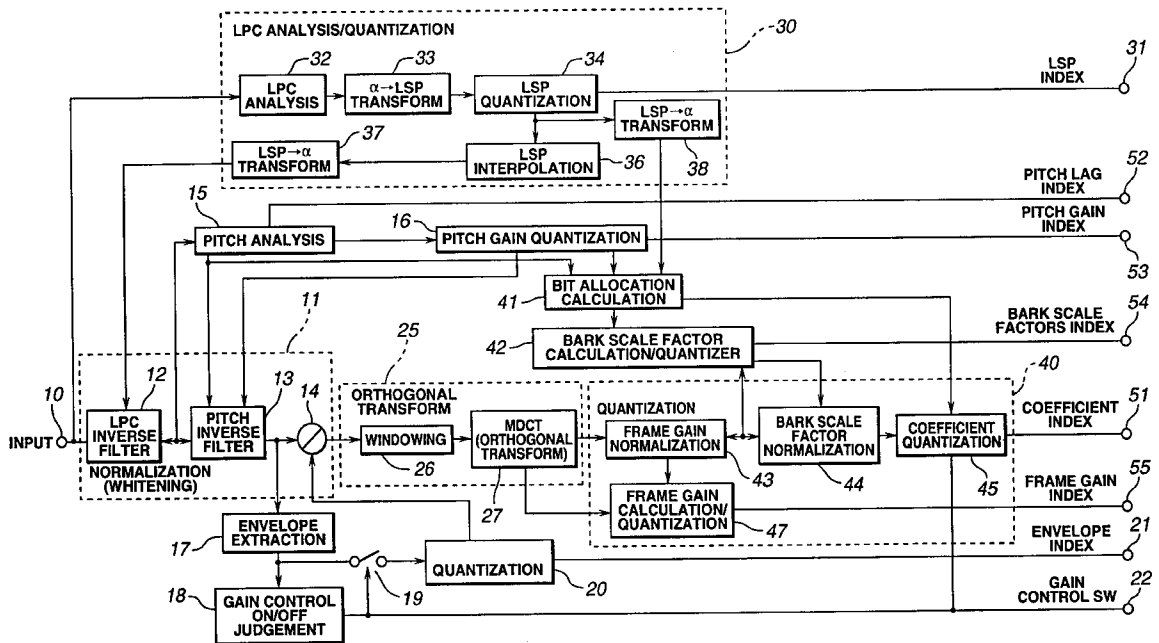 LPC ANALYSIS/QUANTIZATION
30
32
33
34
31
LSP
INDEX
LPC
ANALYSIS
α→LSP
TRANSFORM
LSP
QUANTIZATION
37
LSP→α
TRANSFORM
LSP
INTERPOLATION
36
LSP→α
TRANSFORM
38
15
16
PITCH LAG
INDEX
52
PITCH ANALYSIS
PITCH GAIN QUANTIZATION
PITCH GAIN
INDEX
53
11
41
BIT ALLOCATION
CALCULATION
54
BARK SCALE
FACTORS INDEX
25
42
BARK SCALE FACTOR
CALCULATION/QUANTIZER
40
10
12
13
14
INPUT
LPC
INVERSE
FILTER
PITCH
INVERSE
FILTER
NORMALIZATION
(WHITENING)
ORTHOGONAL
TRANSFORM
WINDOWING
26
MDCT
(ORTHOGONAL
TRANSFORM)
27
QUANTIZATION
FRAME GAIN
NORMALIZATION
43
BARK SCALE
FACTOR
NORMALIZATION
44
COEFFICIENT
QUANTIZATION
45
COEFFICIENT
INDEX
51
FRAME GAIN
CALCULATION/
QUANTIZATION
47
FRAME GAIN
INDEX
55
17
ENVELOPE
EXTRACTION
QUANTIZATION
20
ENVELOPE
INDEX
21
18
GAIN CONTROL
ON/OFF
JUDGEMENT
19
GAIN
CONTROL SW
22